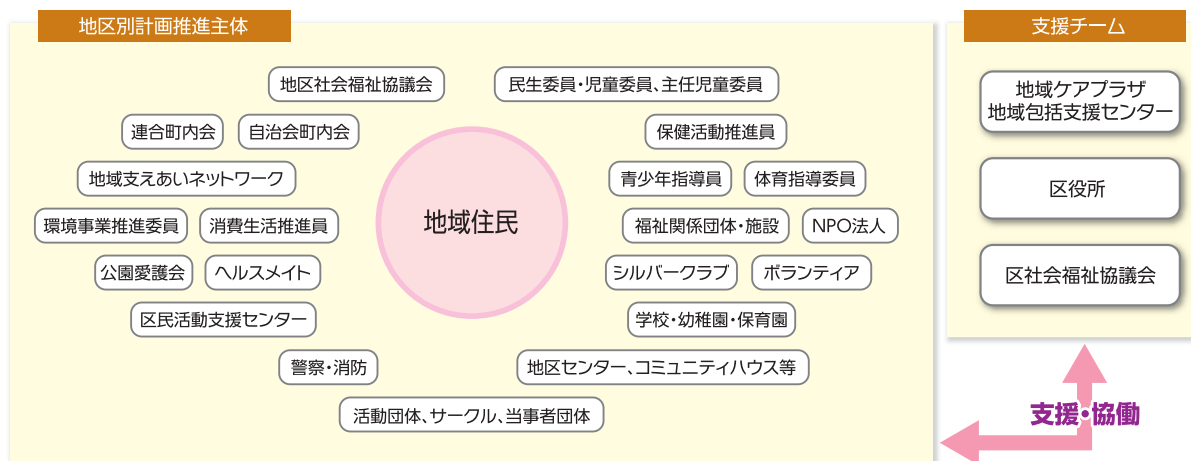 地区別計画推進主体
地区社会福祉協議会
民生委員・児童委員、主任児童委員
連合町内会
自治会町内会
保健活動推進員
地域支えあいネットワーク
青少年指導員
体育指導委員
環境事業推進委員
消費生活推進員
地域住民
福祉関係団体・施設
NPO法人
公園愛護会
ヘルスメイト
シルバークラブ
ボランティア
区民活動支援センター
学校・幼稚園・保育園
警察・消防
地区センター、コミュニティハウス等
活動団体、サークル、当事者団体
支援チーム
地域ケアプラザ
地域包括支援センター
区役所
区社会福祉協議会
支援・協働